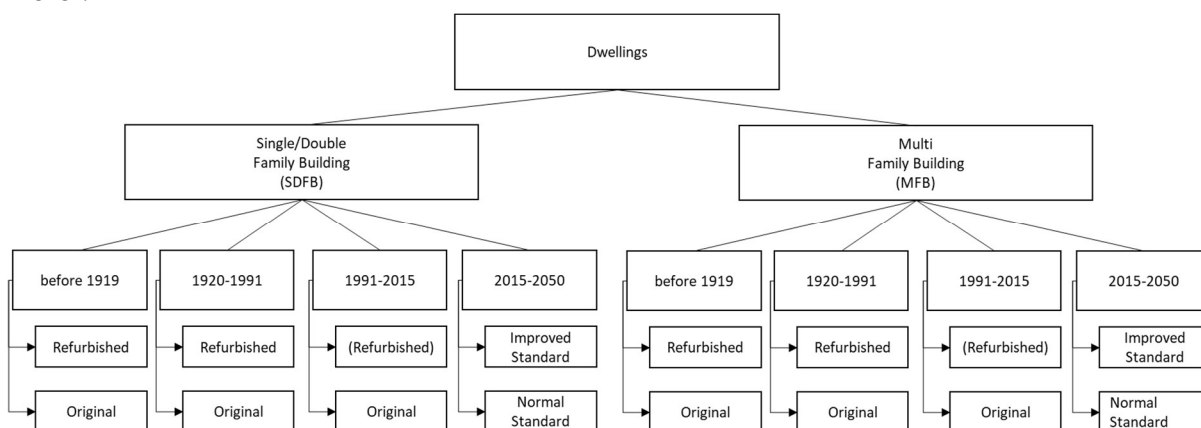 Dwellings
Single/Double
Family Building
(SDFB)
Multi
Family Building
(MFB)
before 1919
1920-1991
1991-2015
2015-2050
before 1919
1920-1991
1991-2015
2015-2050
Refurbished
Refurbished
(Refurbished)
Improved
Standard
Refurbished
Refurbished
(Refurbished)
Improved
Standard
Original
Original
Original
Normal
Standard
Original
Original
Original
Normal
Standard